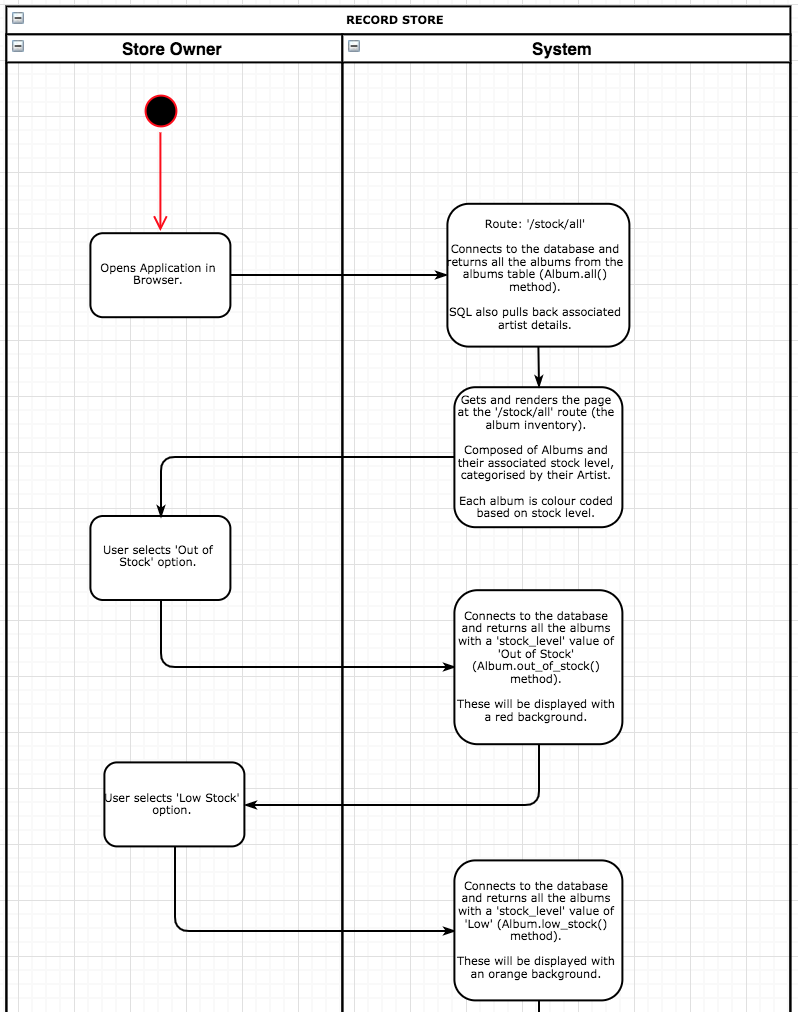 RECORD STORE
Store Owner
System
Opens Application in
Browser.
Route: '/stock/all'
Connects to the database and
returns all the albums from the
albums table (Album.all()
method).
SQL also pulls back associated
artist details.
Gets and renders the page
at the '/stock/all' route (the
album inventory).
Composed of Albums and
their associated stock level,
categorised by their Artist.
Each album is colour coded
based on stock level.
User selects 'Out of
Stock' option.
Connects to the database
and returns all the albums
with a 'stock_level' value of
'Out of Stock'
(Album.out_of_stock()
method).
These will be displayed with
a red background.
User selects 'Low Stock'
option.
Connects to the database
and returns all the albums
with a 'stock_level' value of
'Low' (Album.low_stock()
method).
These will be displayed with
an orange background.